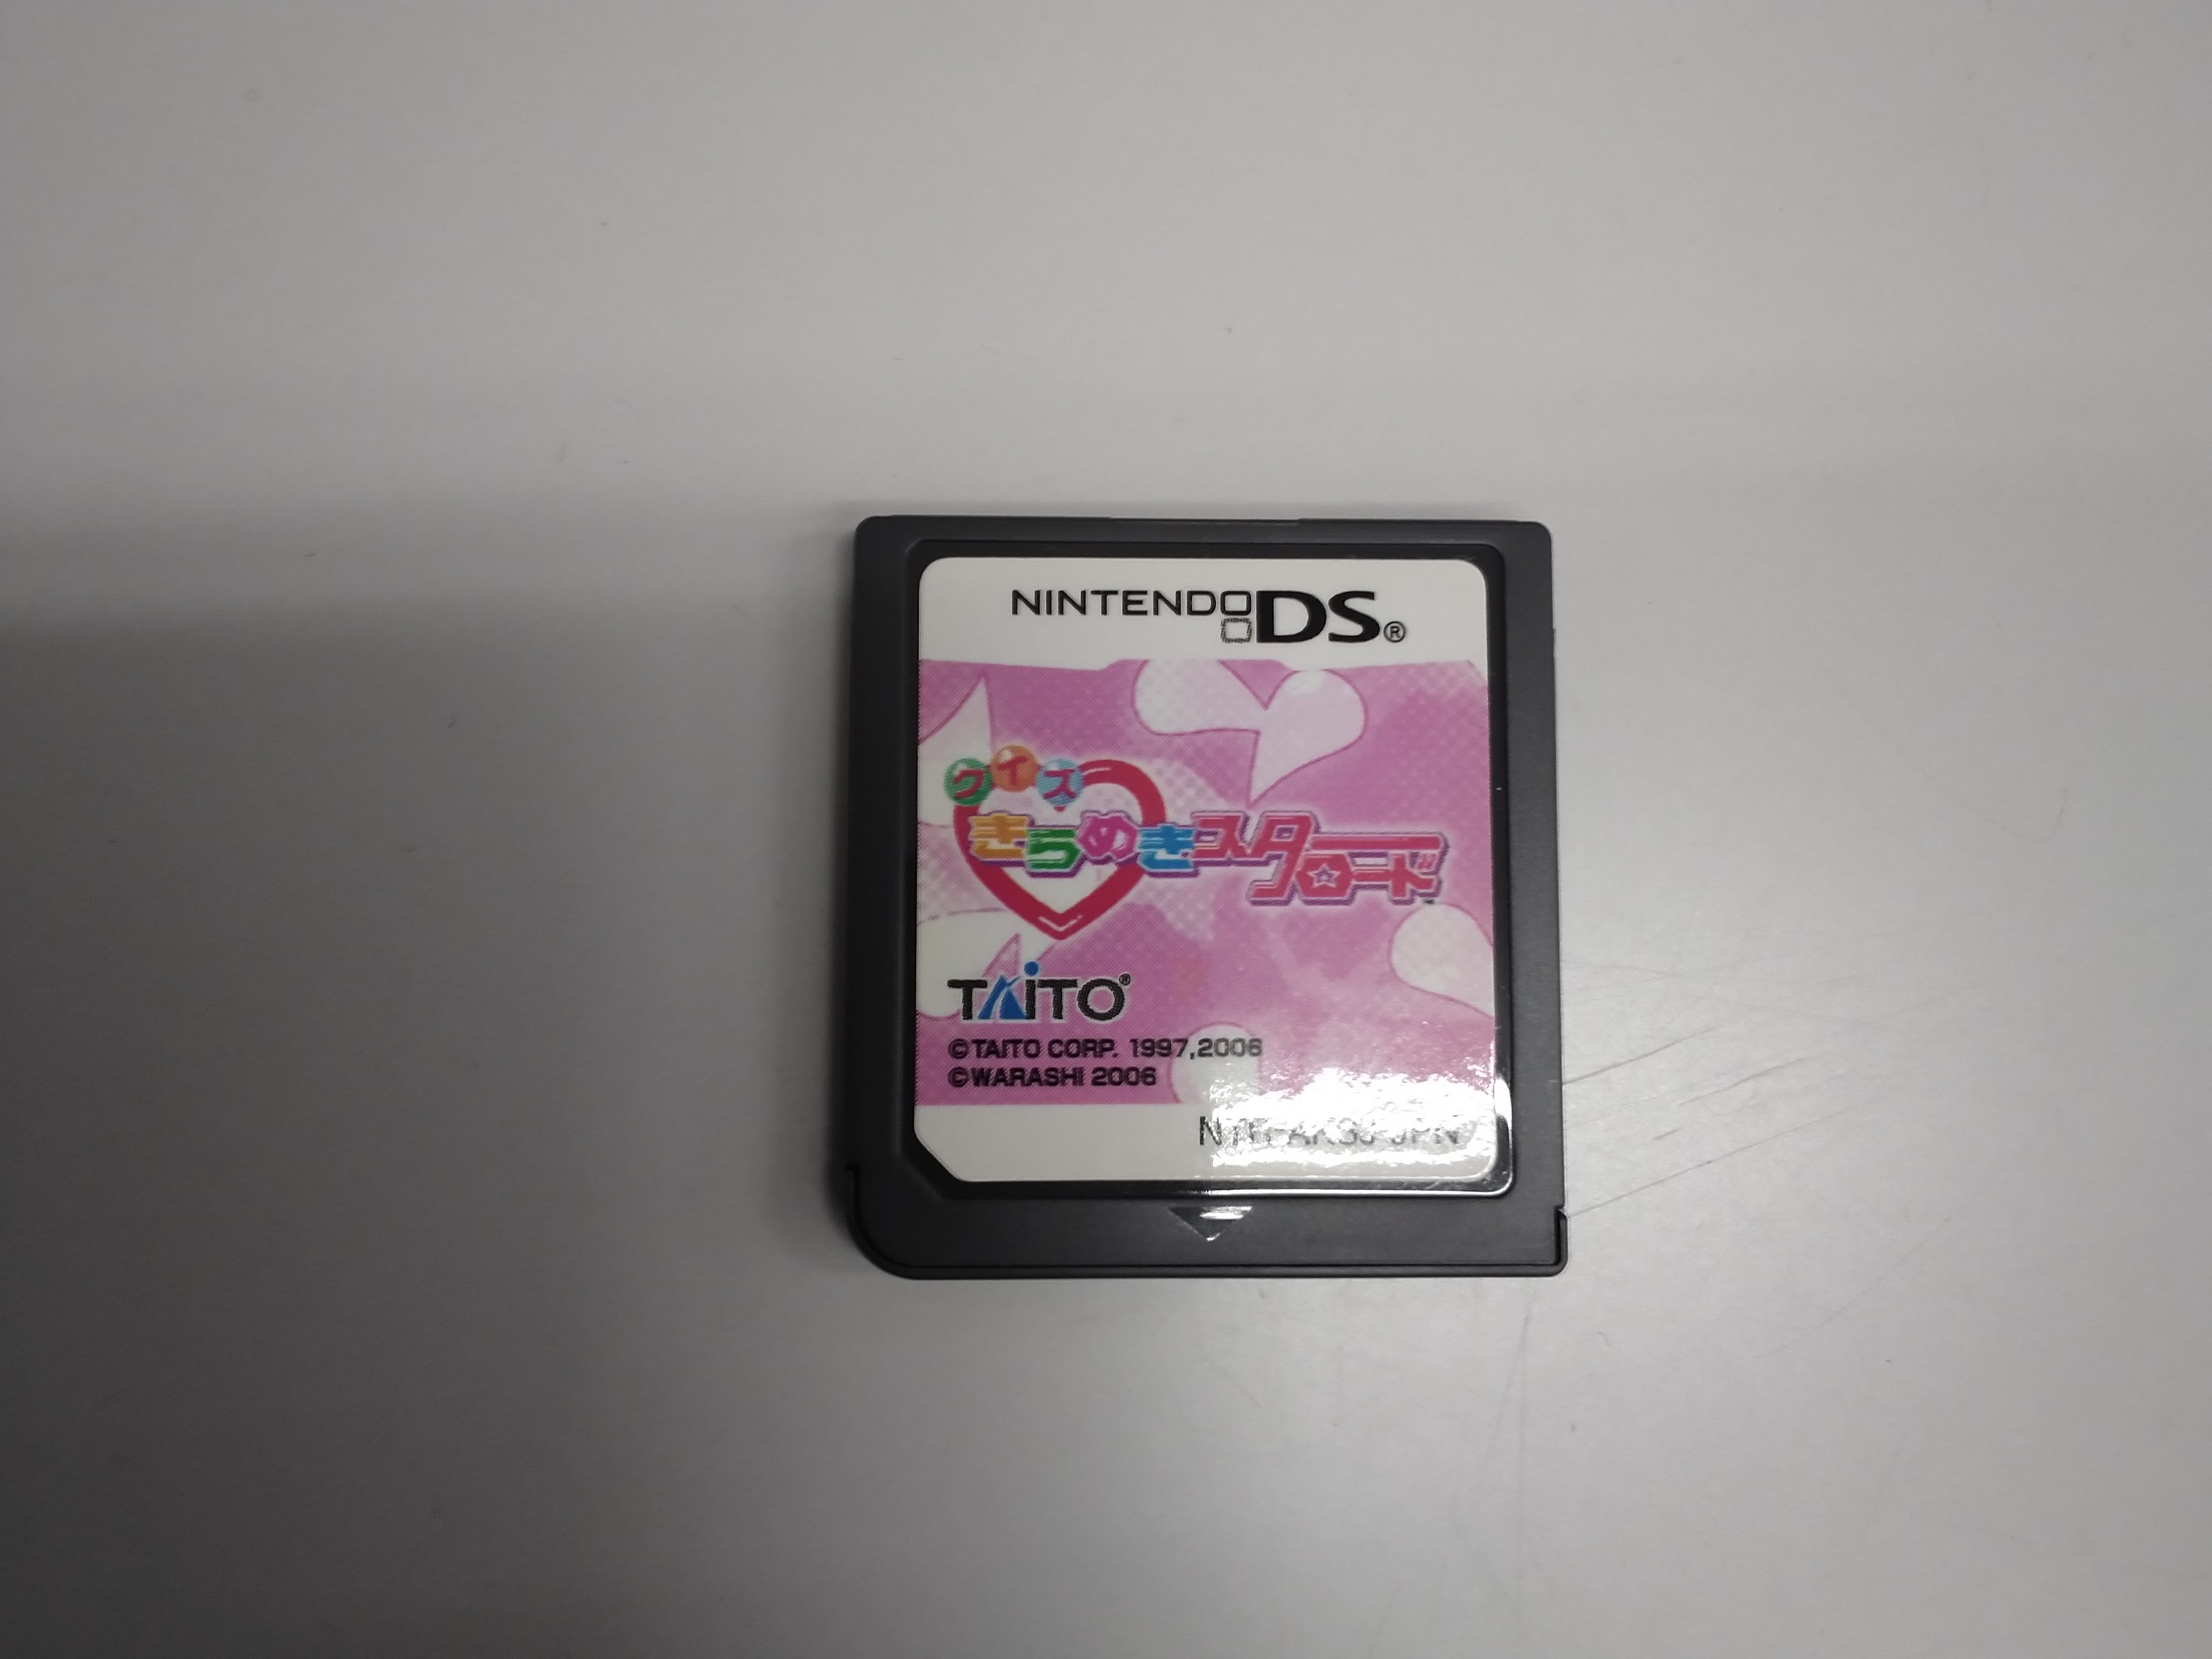 NINTENDO DS®
クイズ
きらめきスターロード
TAITO®
©TAITO CORP. 1997,2006
©WARASHI 2006